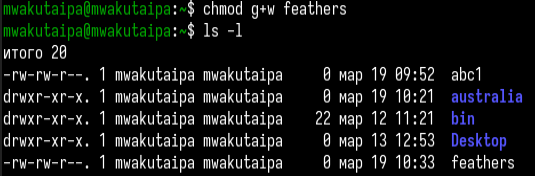 mwakutaipa@mwakutaipa:~$ chmod g+w feathers
mwakutaipa@mwakutaipa:~$ ls -l
итого 20
-rw-rw-r--. 1 mwakutaipa mwakutaipa 0 мар 19 09:52 abc1
drwxr-xr-x. 1 mwakutaipa mwakutaipa 0 мар 19 10:21 australia
drwxr-xr-x. 1 mwakutaipa mwakutaipa 22 мар 12 11:21 bin
drwxr-xr-x. 1 mwakutaipa mwakutaipa 0 мар 13 12:53 Desktop
-rw-rw-r--. 1 mwakutaipa mwakutaipa 0 мар 19 10:33 feathers